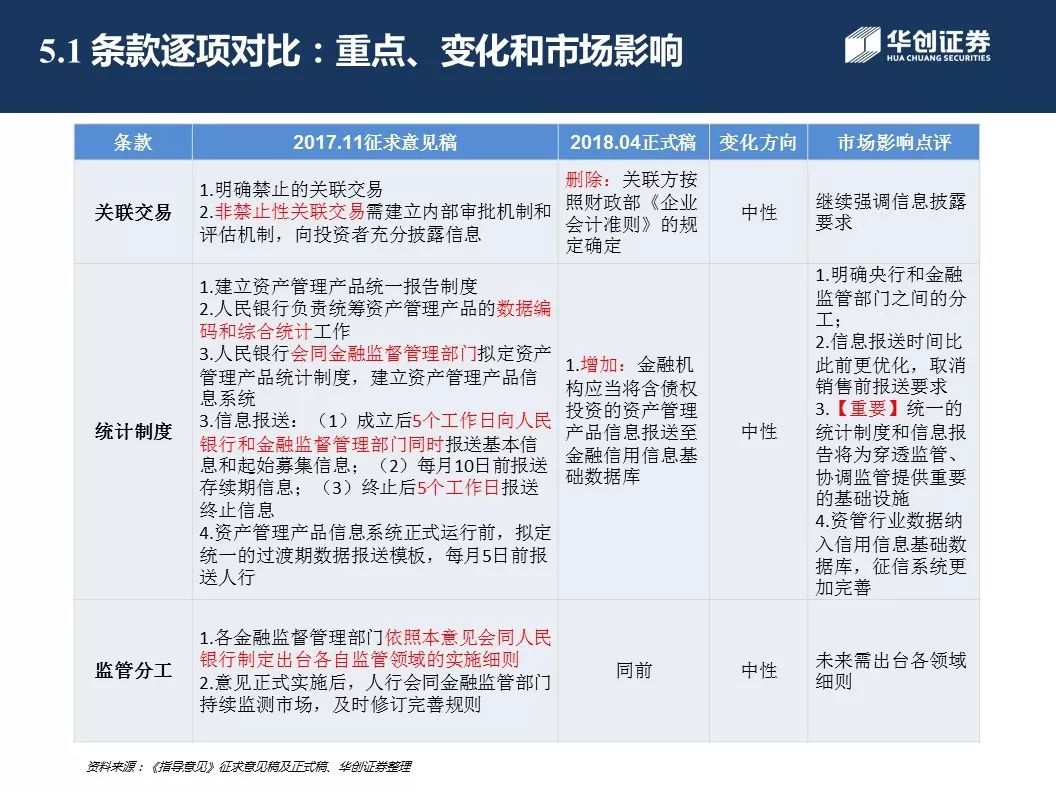 5.1 条款逐项对比：重点、变化和市场影响
华创证券
HUA CHUANG SECURITIES
条款
2017.11征求意见稿
2018.04正式稿
变化方向
市场影响点评
关联交易
1.明确禁止的关联交易
2.非禁止性关联交易需建立内部审批机制和
评估机制，向投资者充分披露信息
删除：关联方按
照财政部《企业
会计准则》的规
定确定
中性
继续强调信息披露
要求
统计制度
1.建立资产管理产品统一报告制度
2.人民银行负责统筹资产管理产品的数据编
码和综合统计工作
3.人民银行会同金融监督管理部门拟定资产
管理产品统计制度，建立资产管理产品信
息系统
3.信息报送：（1）成立后5个工作日向人民
银行和金融监督管理部门同时报送基本信
息和起始募集信息；（2）每月10日前报送
存续期信息；（3）终止后5个工作日报送
终止信息
4.资产管理产品信息系统正式运行前，拟定
统一的过渡期数据报送模板，每月5日前报
送人行
1.增加：金融机
构应当将含债权
投资的资产管理
产品信息报送至
金融信用信息基
础数据库
中性
1.明确央行和金融
监管部门之间的分
工；
2.信息报送时间比
此前更优化，取消
销售前报送要求
3.【重要】统一的
统计制度和信息报
告将为穿透监管、
协调监管提供重要
的基础设施
4.资管行业数据纳
入信用信息基础数
据库，征信系统更
加完善
监管分工
1.各金融监督管理部门依照本意见会同人民
银行制定出台各自监管领域的实施细则
2.意见正式实施后，人行会同金融监管部门
持续监测市场，及时修订完善规则
同前
中性
未来需出台各领域
细则
资料来源：《指导意见》征求意见稿及正式稿、华创证券整理